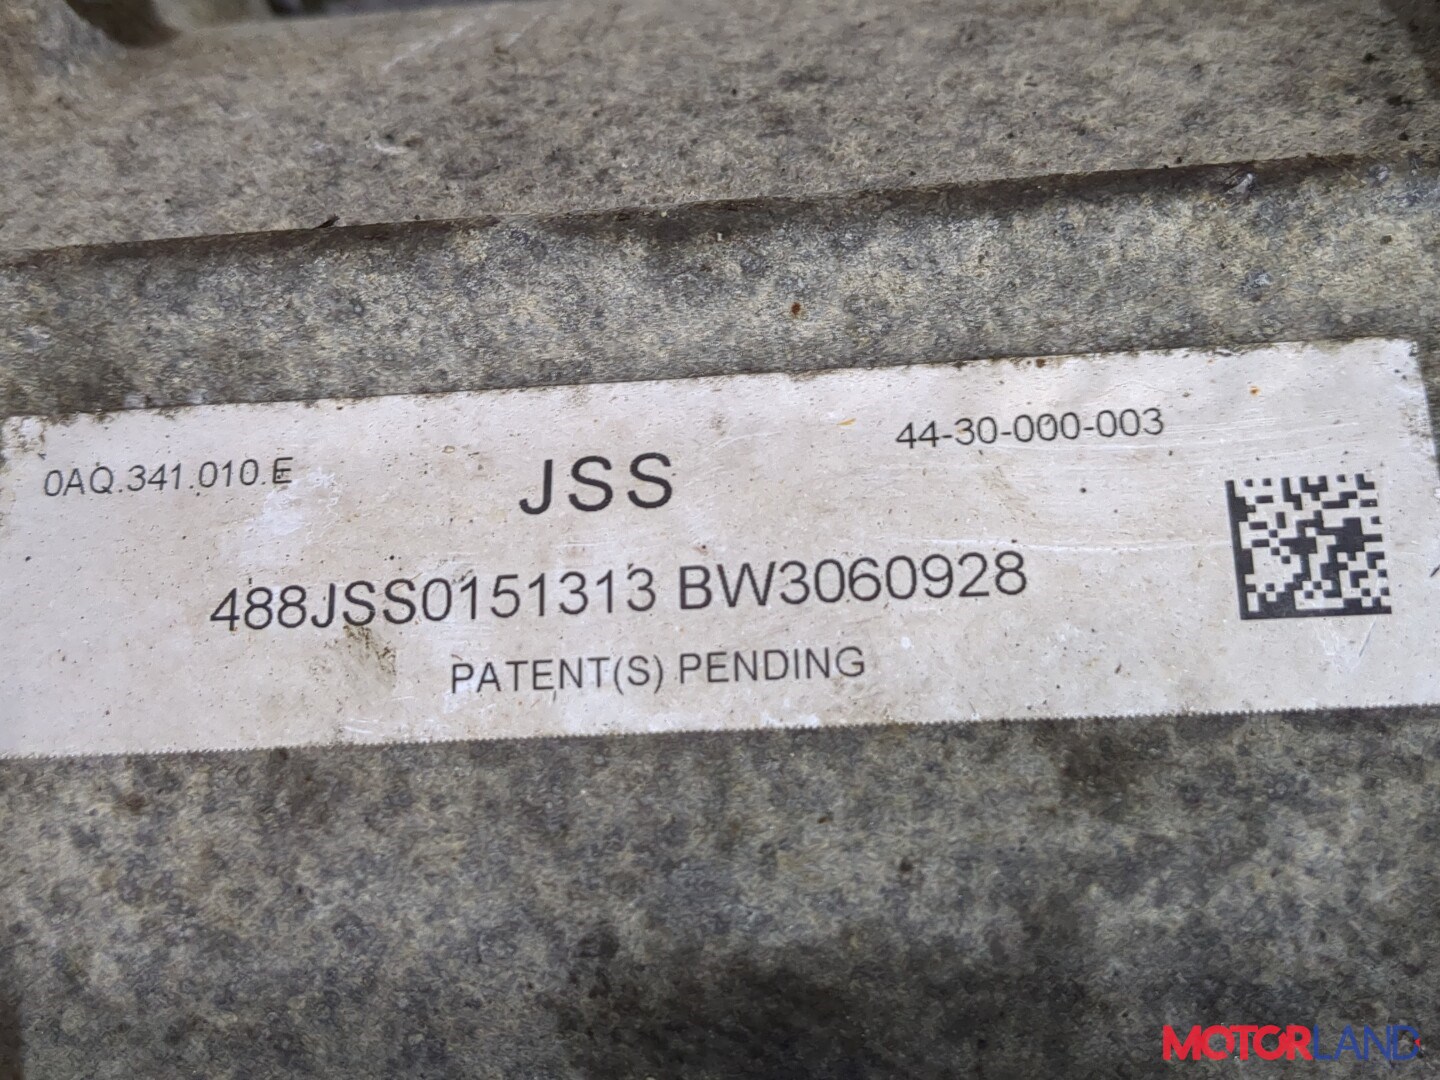 0AQ.341.010.E
JSS
44-30-000-003
488JSS0151313 BW3060928
PATENT(S) PENDING
MOTORLAND